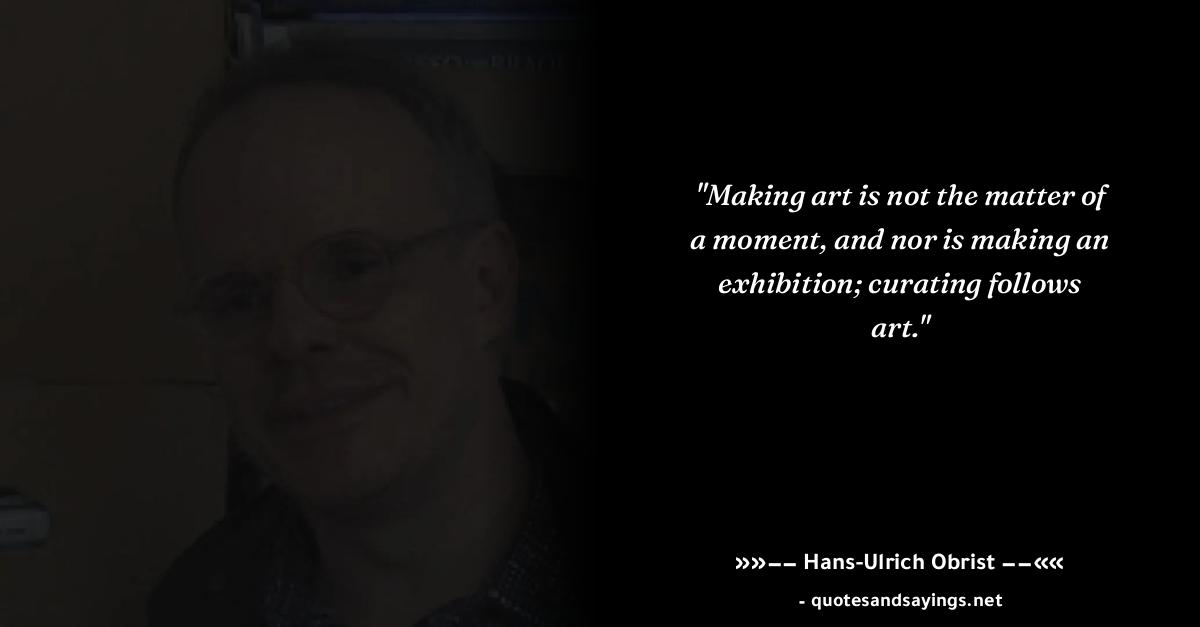 "Making art is not the matter of
a moment, and nor is making an
exhibition; curating follows
art."
»»−− Hans-Ulrich Obrist −−««
- quotesandsayings.net